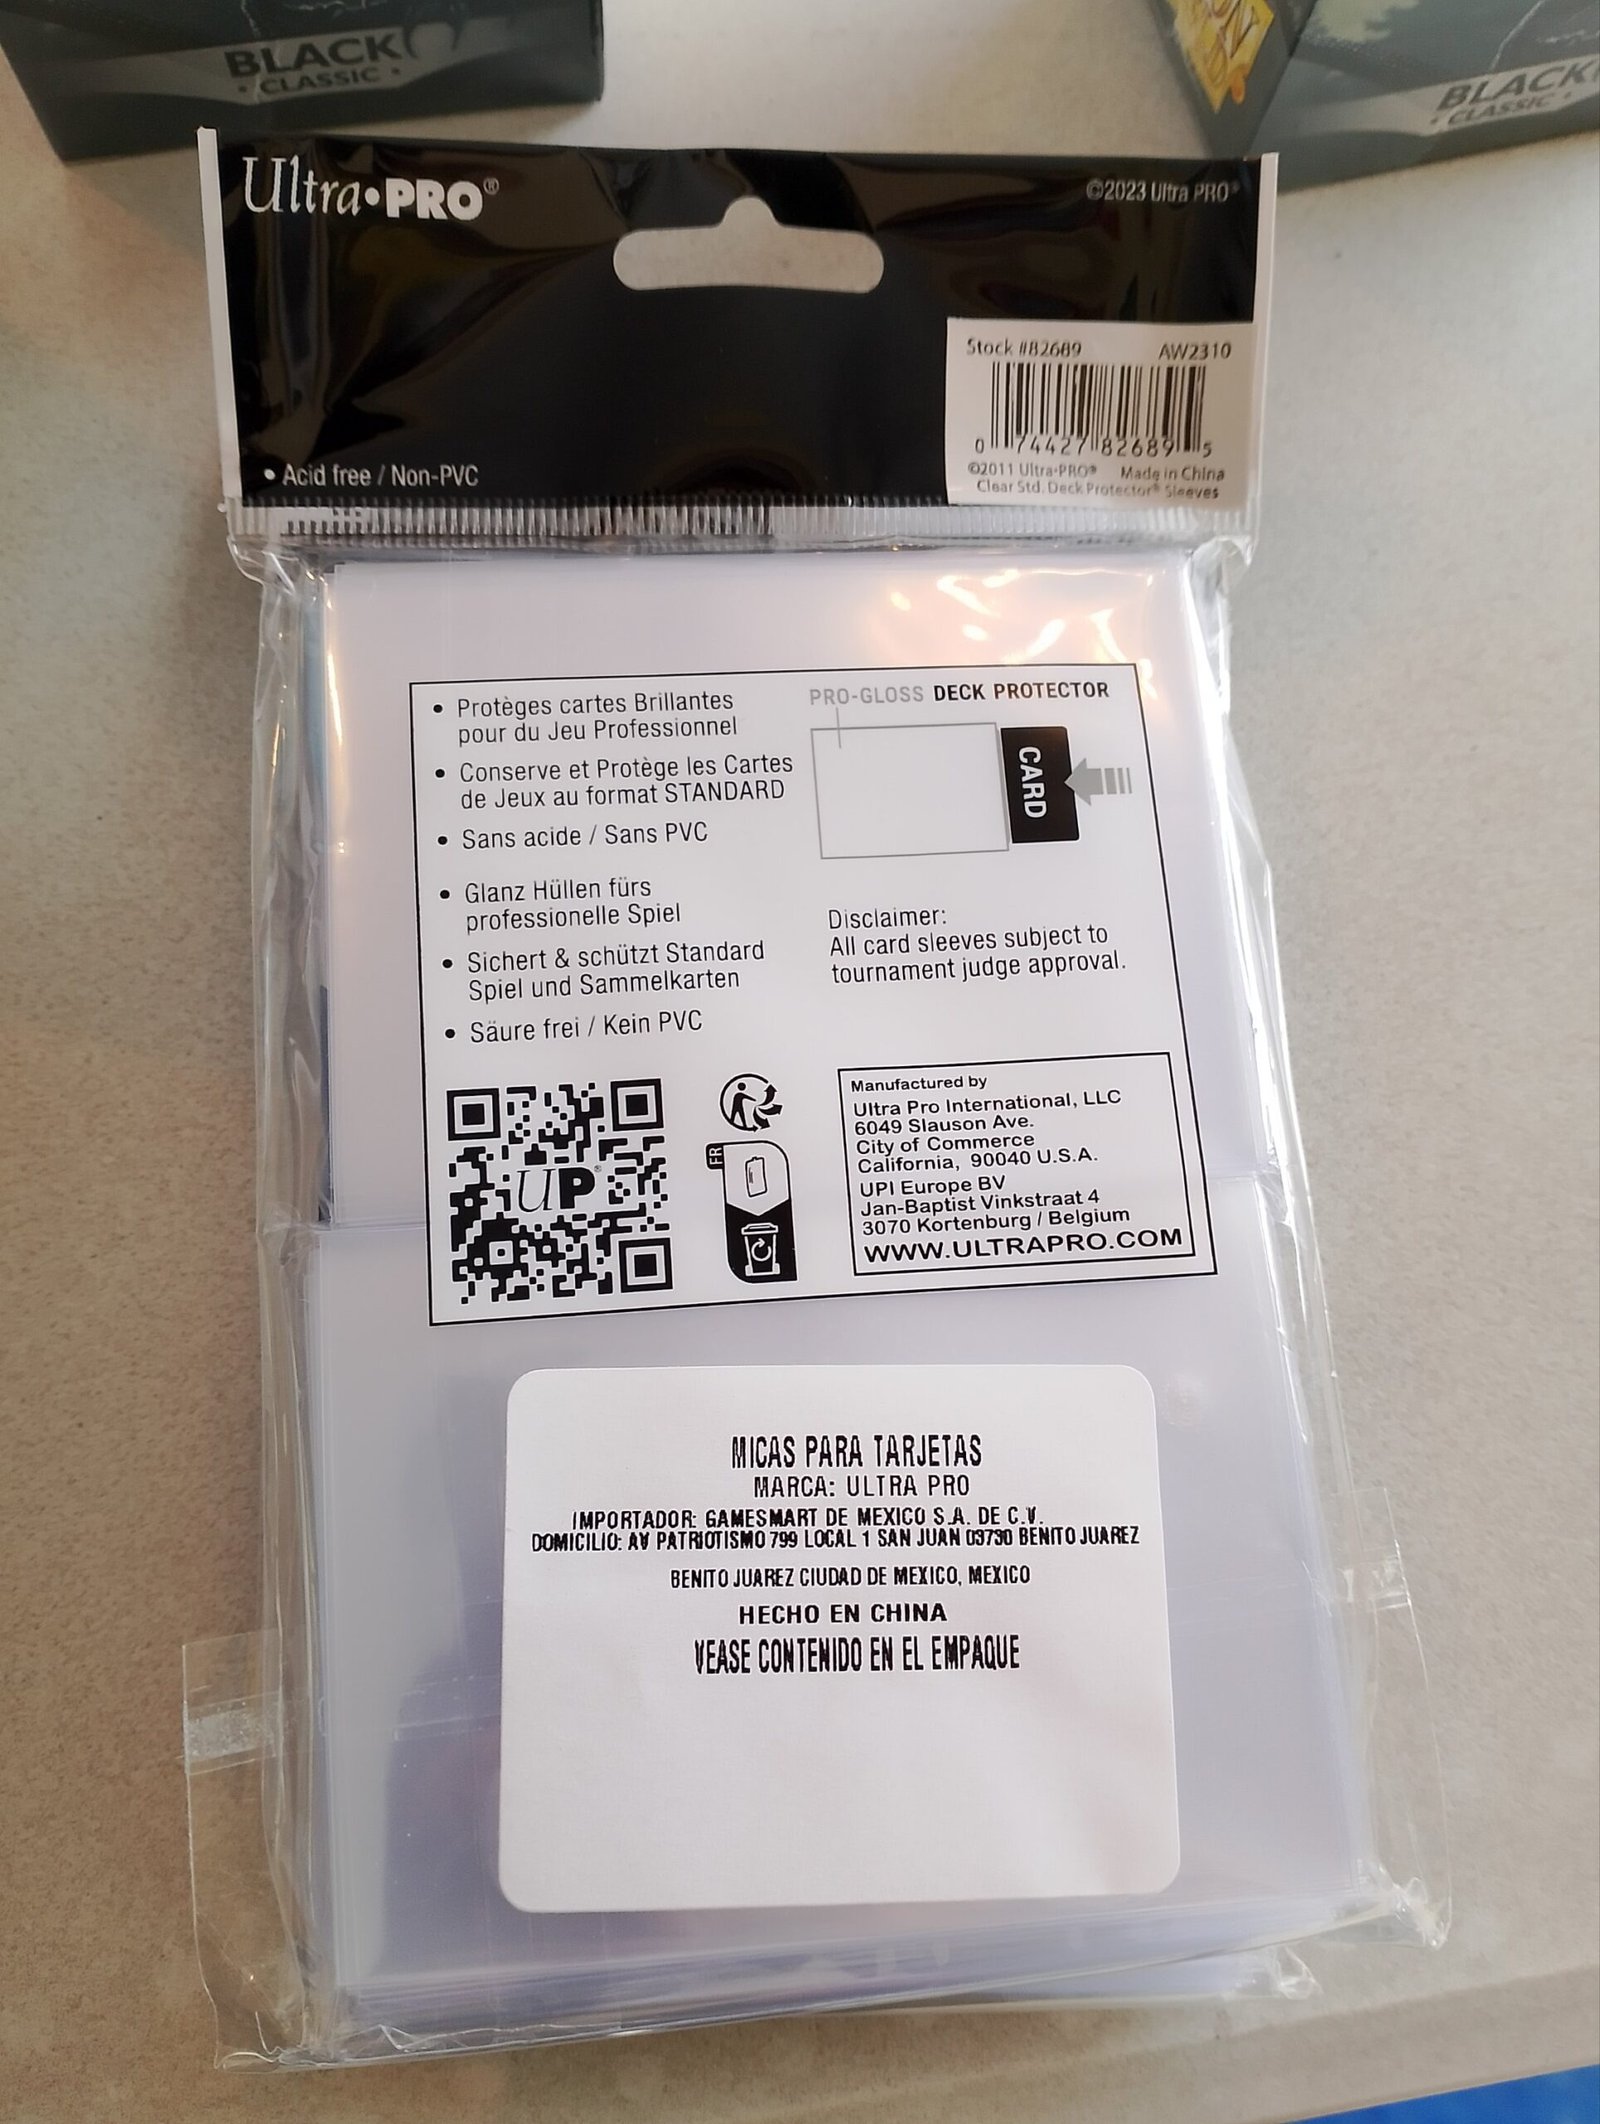 BLACK
• CLASSIC •
BLACK
• CLASSIC •
Ultra•PRO®
©2023 Ultra PRO®
Stock #82689 AW2310
0 74427 82689 5
©2011 Ultra•PRO® Made in China
Clear Std. Deck Protector® Sleeves
• Acid free / Non-PVC
• Protèges cartes Brillantes
pour du Jeu Professionnel
• Conserve et Protège les Cartes
de Jeux au format STANDARD
• Sans acide / Sans PVC
• Glanz Hüllen fürs
professionelle Spiel
• Sichert & schützt Standard
Spiel und Sammelkarten
• Säure frei / Kein PVC
PRO-GLOSS DECK PROTECTOR
CARD
Disclaimer:
All card sleeves subject to
tournament judge approval.
UP®
FR
Manufactured by
Ultra Pro International, LLC
6049 Slauson Ave.
City of Commerce
California, 90040 U.S.A.
UPI Europe BV
Jan-Baptist Vinkstraat 4
3070 Kortenburg / Belgium
WWW.ULTRAPRO.COM
MICAS PARA TARJETAS
MARCA: ULTRA PRO
IMPORTADOR: GAMESMART DE MEXICO S.A. DE C.V.
DOMICILIO: AV PATRIOTISMO 799 LOCAL 1 SAN JUAN 03730 BENITO JUAREZ
BENITO JUAREZ CIUDAD DE MEXICO, MEXICO
HECHO EN CHINA
VEASE CONTENIDO EN EL EMPAQUE